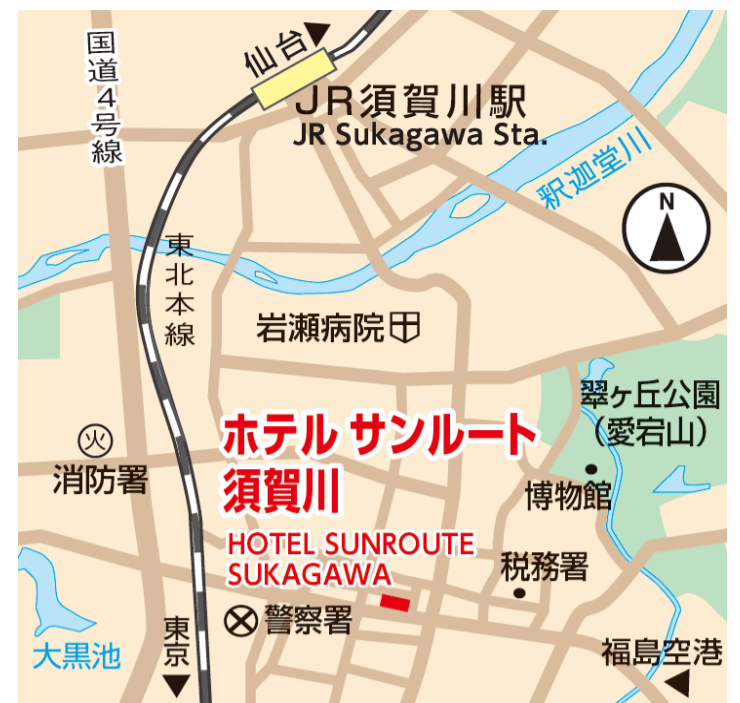 仙台
国道4号線
JR須賀川駅
JR Sukagawa Sta.
釈迦堂川
N
東北本線
岩瀬病院
翠ヶ丘公園
（愛宕山）
ホテル サンルート
須賀川
火
消防署
博物館
HOTEL SUNROUTE
SUKAGAWA
税務署
警察署
東京
大黒池
福島空港